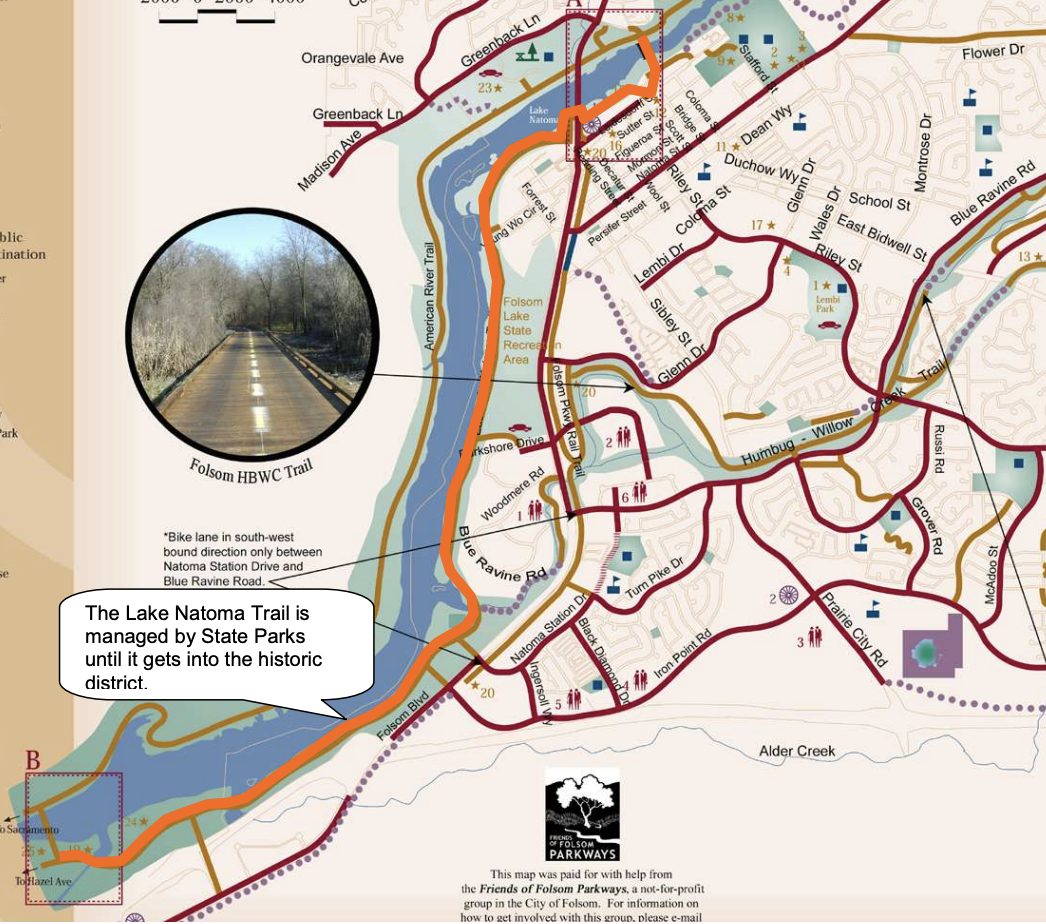 2000 0 2000 4000
A
Greenback Ln
Orangevale Ave
23
8
3
2
9
Stafford St
Flower Dr
Greenback Ln
Madison Ave
Lake
Natoma
12
Sutter St
Figueroa St
Mormon St
Natoma St
Coloma St
Bridge St
Scott St
16
20
Decatur St
Wool St
Riley St
Persifer Street
Coloma St
11
Dean Wy
Duchow Wy
Glenn Dr
Wales Dr
School St
East Bidwell St
Montrose Dr
Blue Ravine Rd
13
17
Riley St
4
1
Lembi
Park
Lembi Dr
Sibley St
Glenn Dr
Forrest St
American River Trail
Folsom
Lake
State
Recreation
Area
Folsom Pkwy Rail Trail
20
Humbug - Willow Creek Trail
Parkshore Drive
2
6
Woodmere Rd
1
Blue Ravine Rd
Russi Rd
Grover Rd
McAdoo St
Folsom HBWC Trail
*Bike lane in south-west
bound direction only between
Natoma Station Drive and
Blue Ravine Road.
The Lake Natoma Trail is
managed by State Parks
until it gets into the historic
district.
Turn Pike Dr
Natoma Station Dr
Black Diamond Dr
Ingersoll Wy
Iron Point Rd
Prairie City Rd
2
3
4
5
20
Folsom Blvd
Alder Creek
B
24
19
25
To Sacramento
To Hazel Ave
FRIENDS
OF FOLSOM
PARKWAYS
This map was paid for with help from
the Friends of Folsom Parkways, a not-for-profit
group in the City of Folsom. For information on
how to get involved with this group, please e-mail